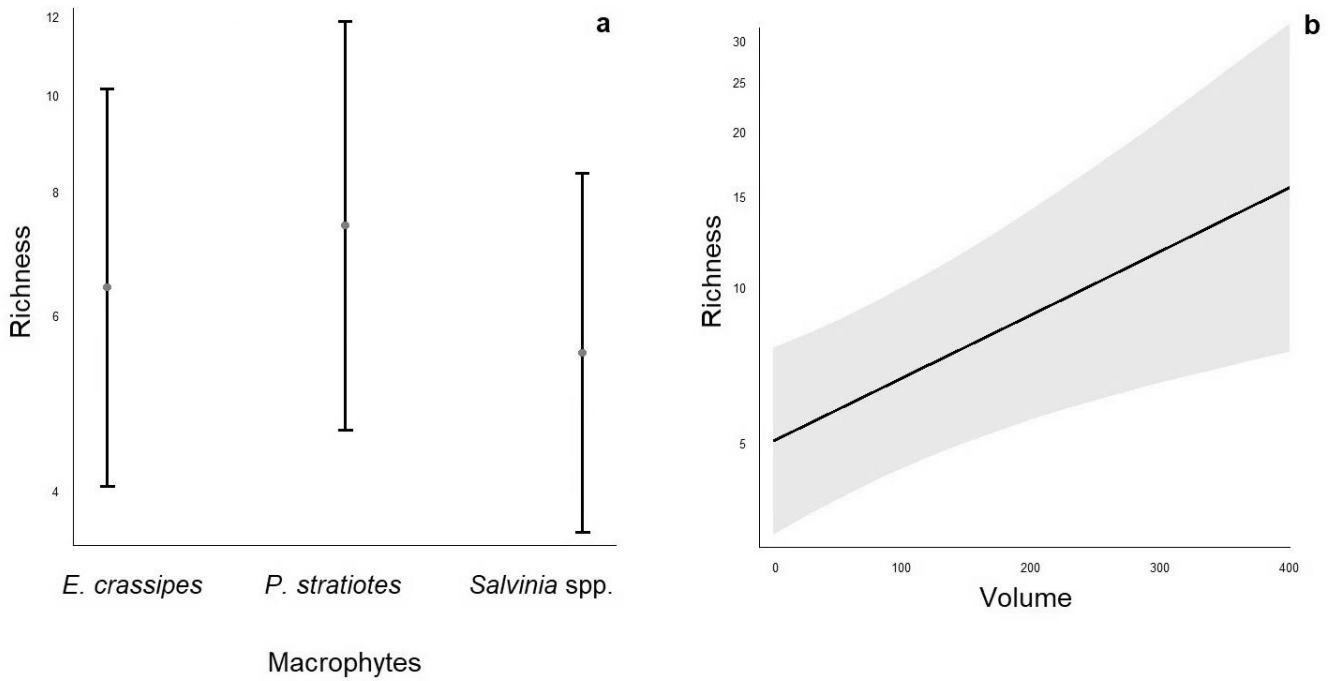 a
12
10
8
6
4
Richness
E. crassipes
P. stratiotes
Salvinia spp.
Macrophytes
b
30
25
20
15
10
5
Richness
0 100 200 300 400
Volume